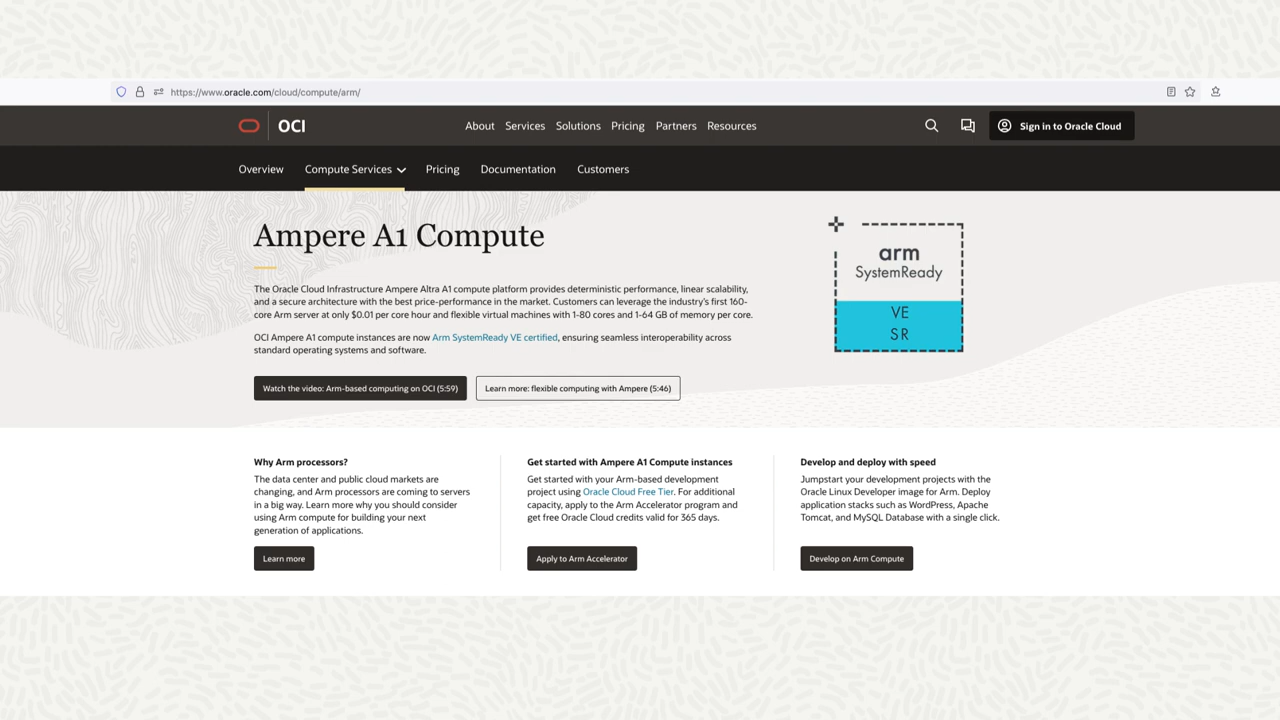 https://www.oracle.com/cloud/compute/arm/
OCI
About Services Solutions Pricing Partners Resources
Sign in to Oracle Cloud
Overview Compute Services Pricing Documentation Customers
Ampere A1 Compute
The Oracle Cloud Infrastructure Ampere Altra A1 compute platform provides deterministic performance, linear scalability,
and a secure architecture with the best price-performance in the market. Customers can leverage the industry's first 160-
core Arm server at only $0.01 per core hour and flexible virtual machines with 1-80 cores and 1-64 GB of memory per core.
OCI Ampere A1 compute instances are now Arm SystemReady VE certified, ensuring seamless interoperability across
standard operating systems and software.
Watch the video: Arm-based computing on OCI (5:59)
Learn more: flexible computing with Ampere (5:46)
arm
SystemReady
VE
SR
Why Arm processors?
The data center and public cloud markets are
changing, and Arm processors are coming to servers
in a big way. Learn more why you should consider
using Arm compute for building your next
generation of applications.
Learn more
Get started with Ampere A1 Compute instances
Get started with your Arm-based development
project using Oracle Cloud Free Tier. For additional
capacity, apply to the Arm Accelerator program and
get free Oracle Cloud credits valid for 365 days.
Apply to Arm Accelerator
Develop and deploy with speed
Jumpstart your development projects with the
Oracle Linux Developer image for Arm. Deploy
application stacks such as WordPress, Apache
Tomcat, and MySQL Database with a single click.
Develop on Arm Compute